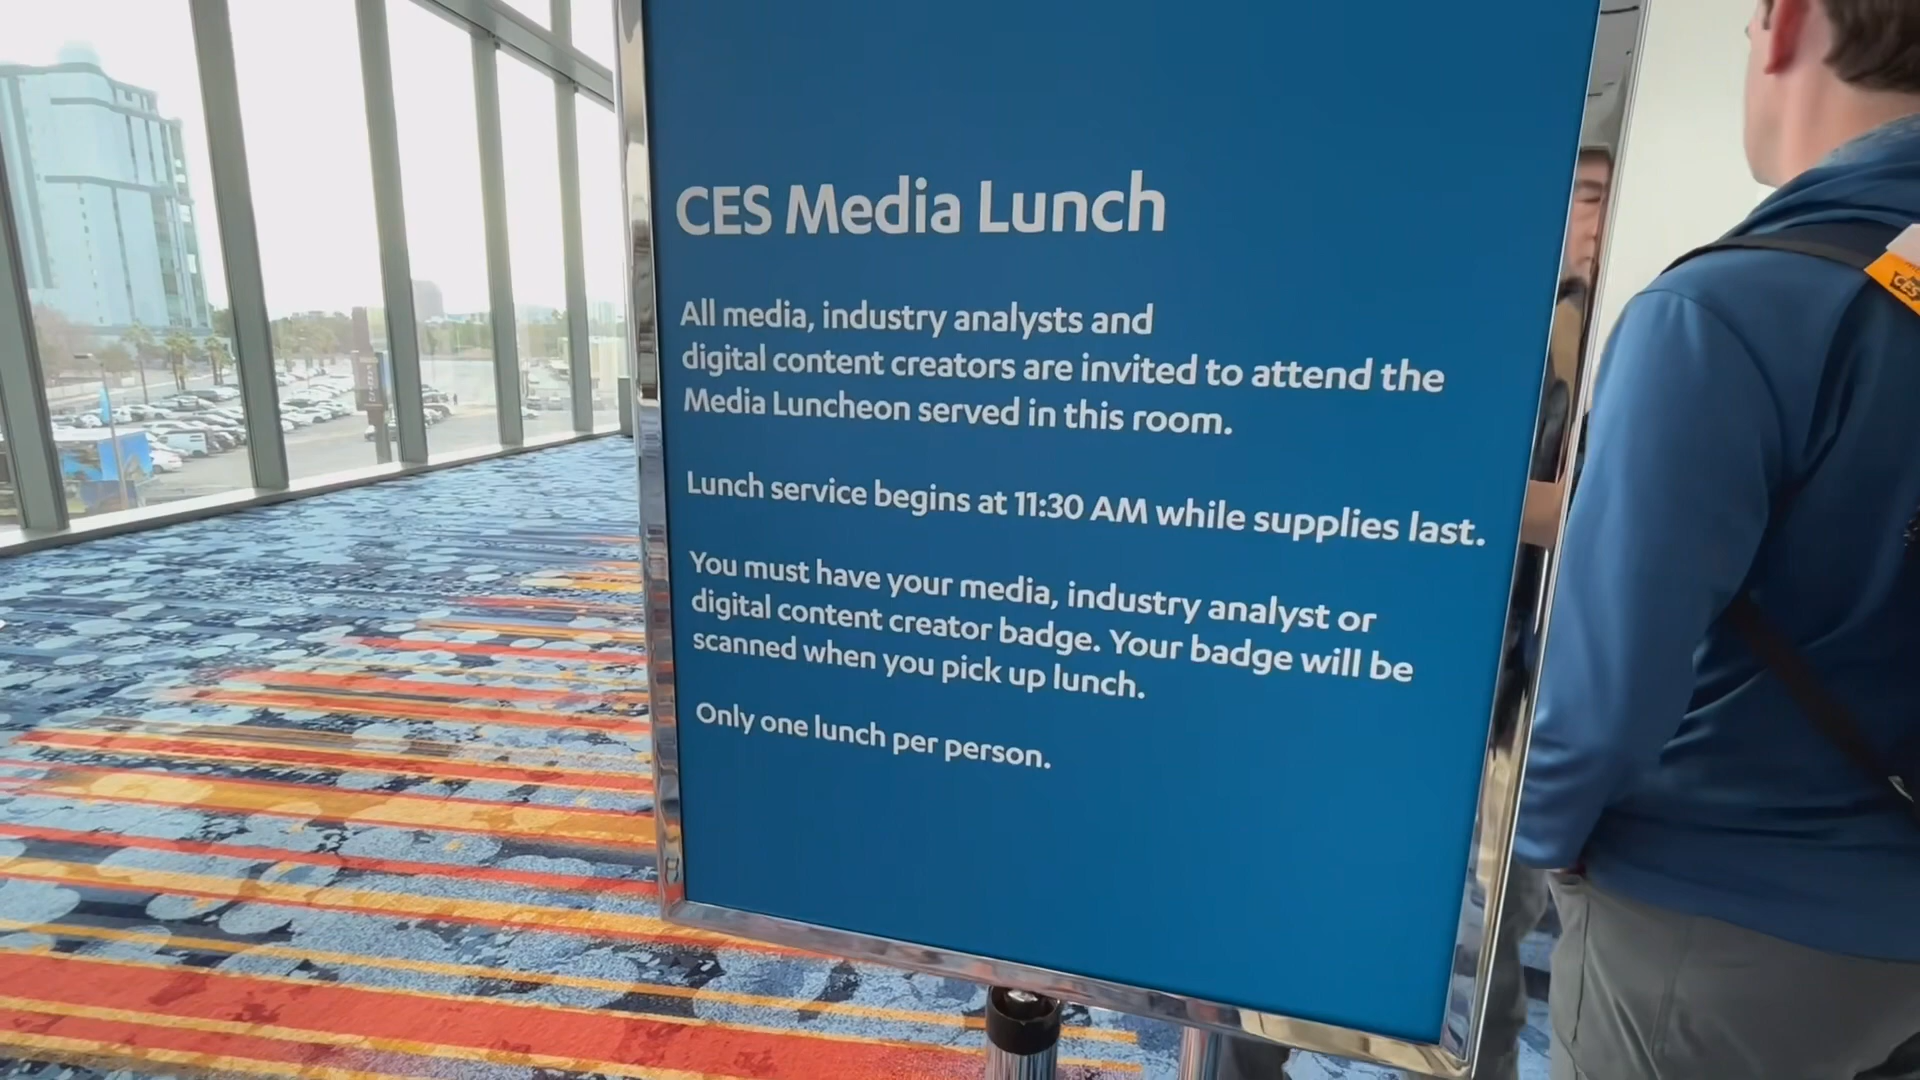 CES Media Lunch
All media, industry analysts and
digital content creators are invited to attend the
Media Luncheon served in this room.
Lunch service begins at 11:30 AM while supplies last.
You must have your media, industry analyst or
digital content creator badge. Your badge will be
scanned when you pick up lunch.
Only one lunch per person.
CES